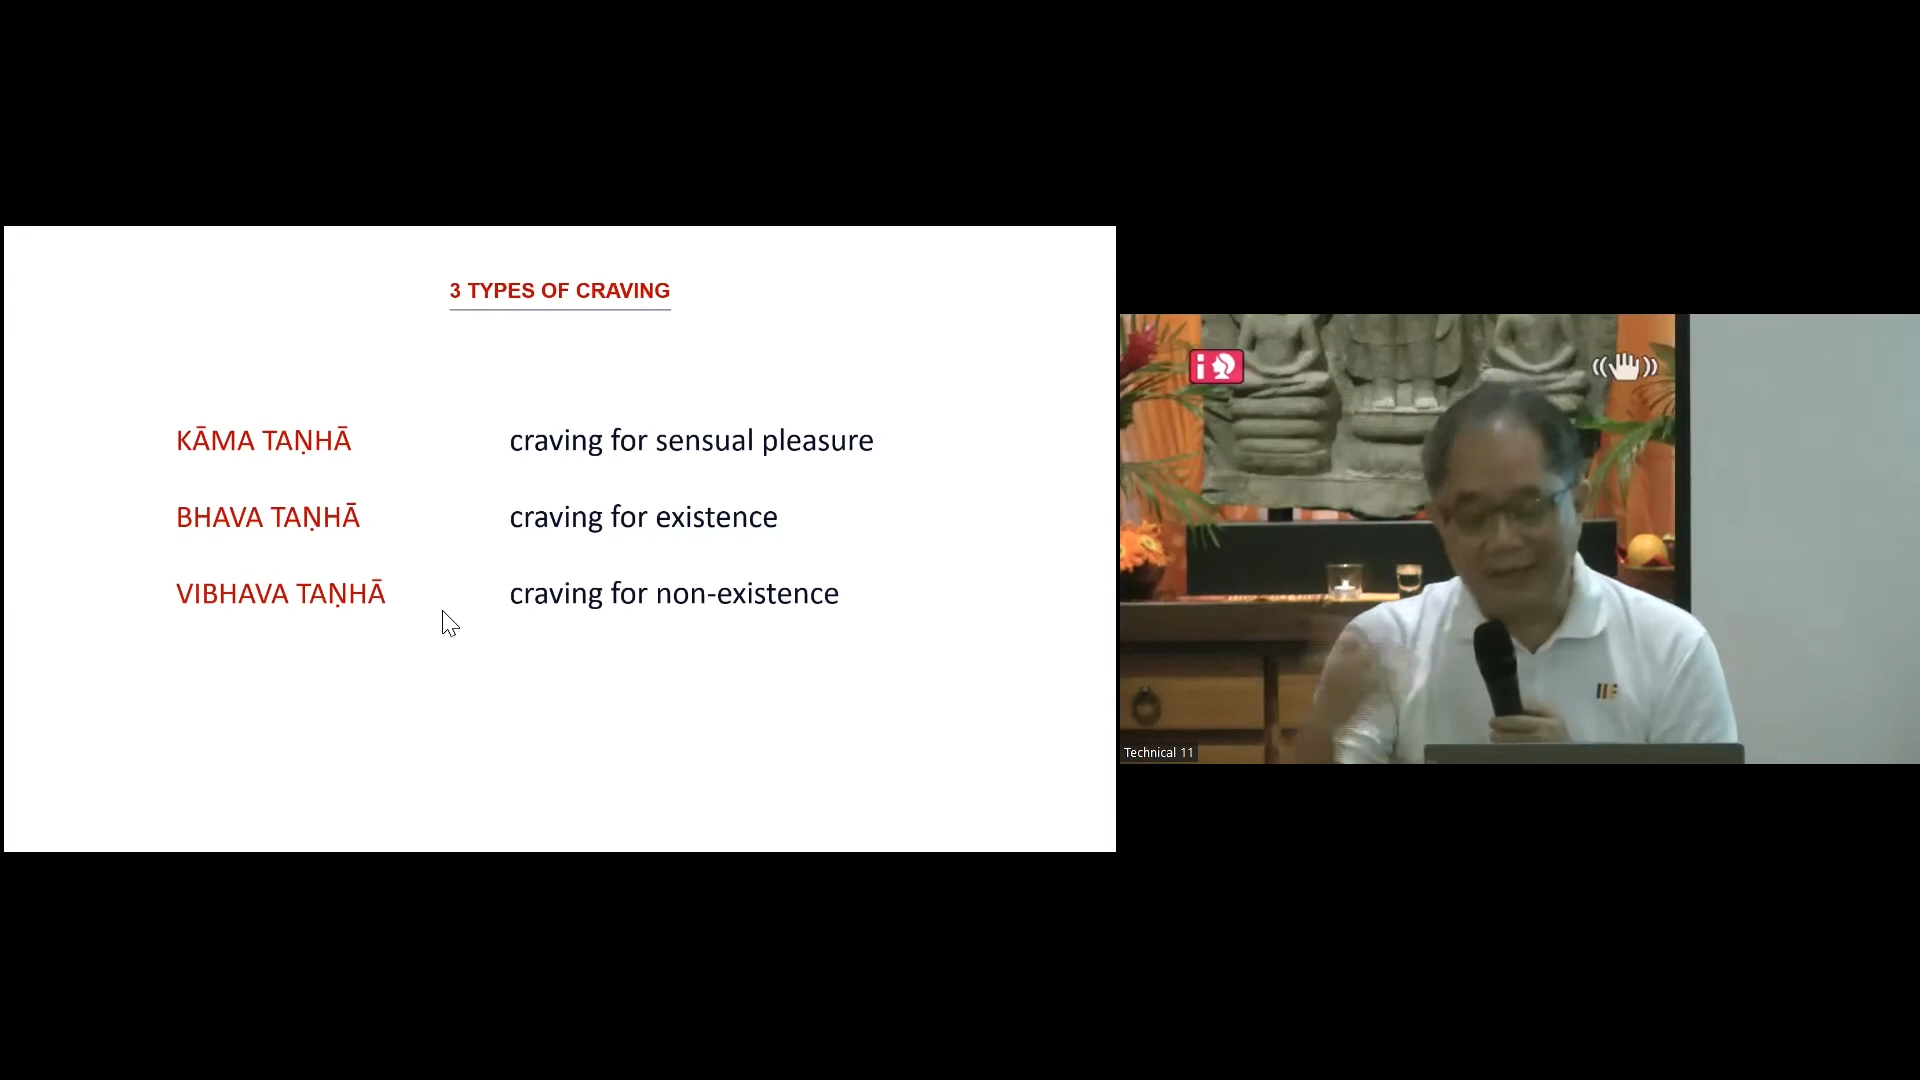 3 TYPES OF CRAVING
KĀMA TAṆHĀ craving for sensual pleasure
BHAVA TAṆHĀ craving for existence
VIBHAVA TAṆHĀ craving for non-existence
Technical 11